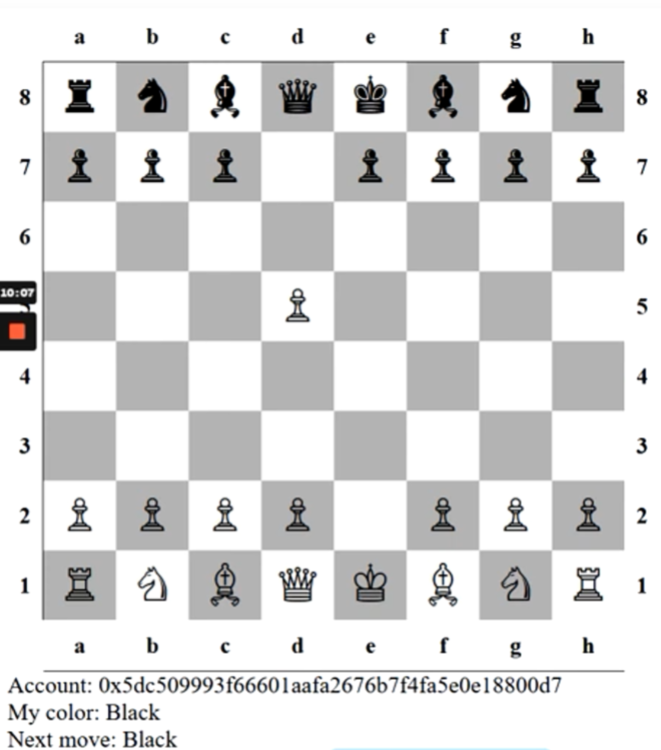 a b c d e f g h
8 8
7 7
6 6
10:07
5 5
4 4
3 3
2 2
1 1
a b c d e f g h
Account: 0x5dc509993f66601aafa2676b7f4fa5e0e18800d7
My color: Black
Next move: Black